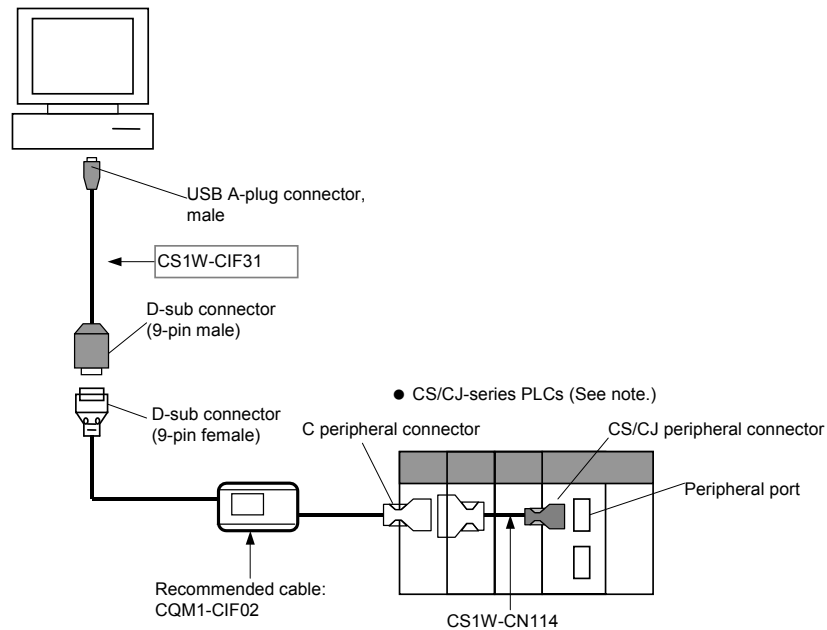 USB A-plug connector,
male
CS1W-CIF31
D-sub connector
(9-pin male)
● CS/CJ-series PLCs (See note.)
D-sub connector
(9-pin female)
C peripheral connector
CS/CJ peripheral connector
Peripheral port
Recommended cable:
CQM1-CIF02
CS1W-CN114